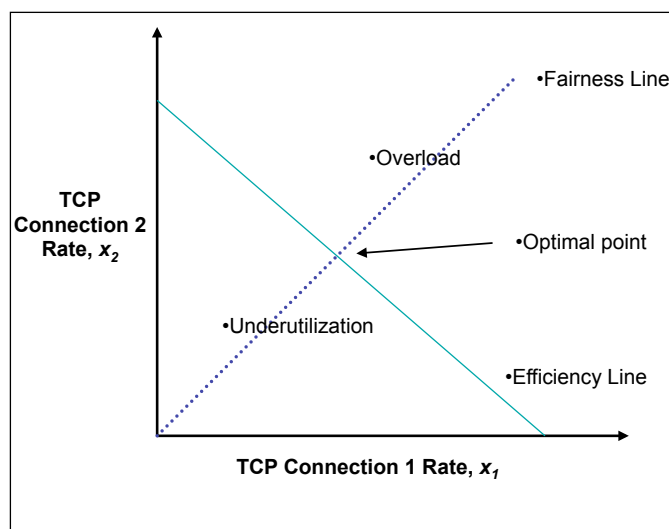 •Fairness Line
•Overload
TCP
Connection 2
Rate, x₂
•Optimal point
•Underutilization
•Efficiency Line
TCP Connection 1 Rate, x₁